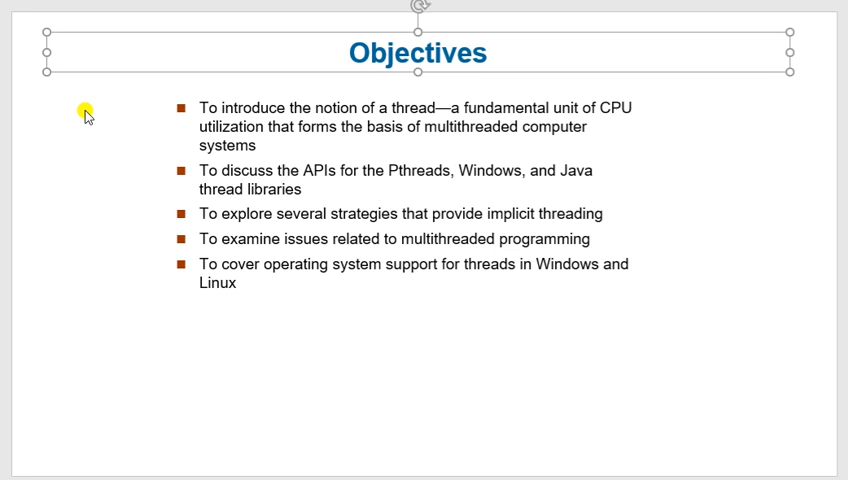 Objectives
To introduce the notion of a thread—a fundamental unit of CPU
utilization that forms the basis of multithreaded computer
systems
To discuss the APIs for the Pthreads, Windows, and Java
thread libraries
To explore several strategies that provide implicit threading
To examine issues related to multithreaded programming
To cover operating system support for threads in Windows and
Linux